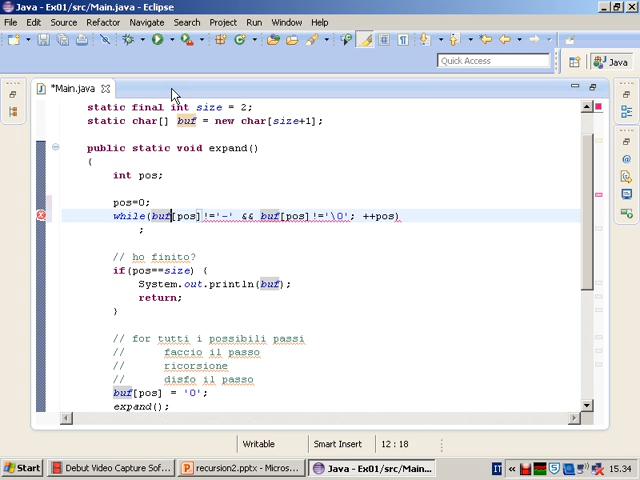 Java - Ex01/src/Main.java - Eclipse
File Edit Source Refactor Navigate Search Project Run Window Help
Quick Access
Java
*Main.java
static final int size = 2;
static char[] buf = new char[size+1];
public static void expand()
{
int pos;
pos=0;
while(buf[pos]!='-' && buf[pos]!='\0'; ++pos)
;
// ho finito?
if(pos==size) {
System.out.println(buf);
return;
}
// for tutti i possibili passi
// faccio il passo
// ricorsione
// disfo il passo
buf[pos] = '0';
expand();
Writable Smart Insert 12 : 18
Start Debut Video Capture Sof... recursion2.pptx - Micros... Java - Ex01/src/Main... IT 15.34